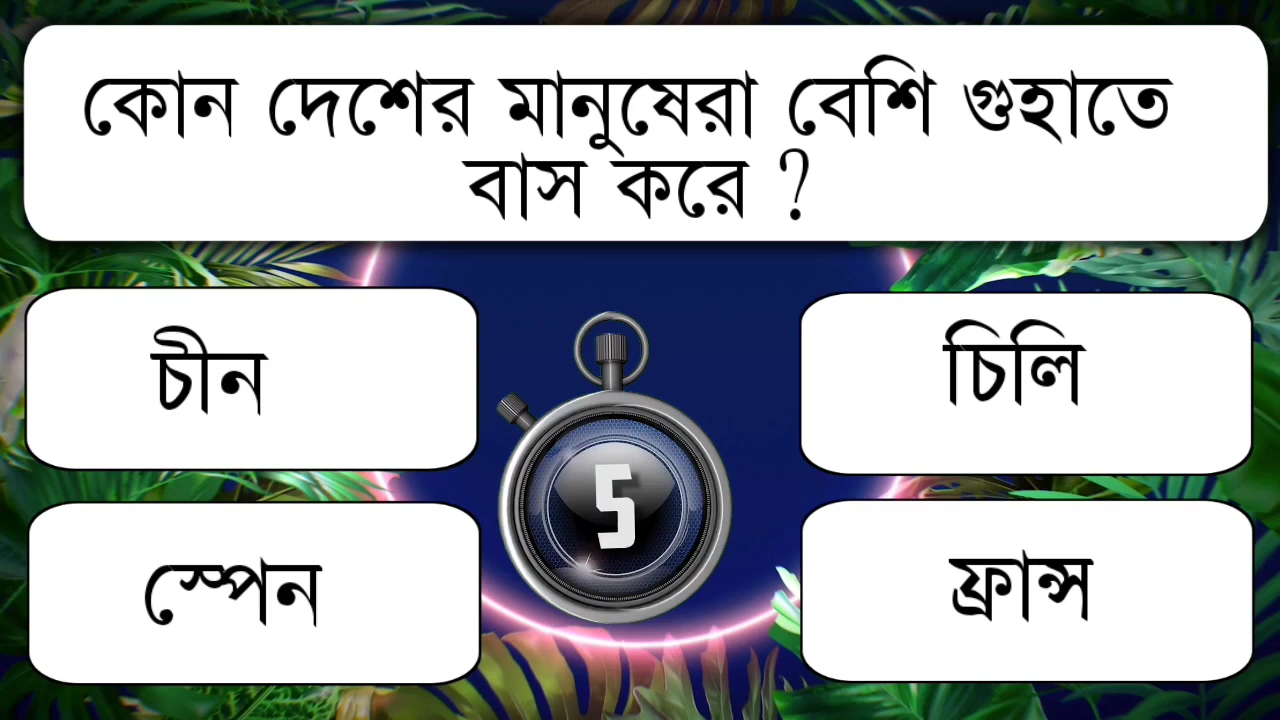 কোন দেশের মানুষেরা বেশি গুহাতে
বাস করে ?
চীন
চিলি
5
স্পেন
ফ্রান্স